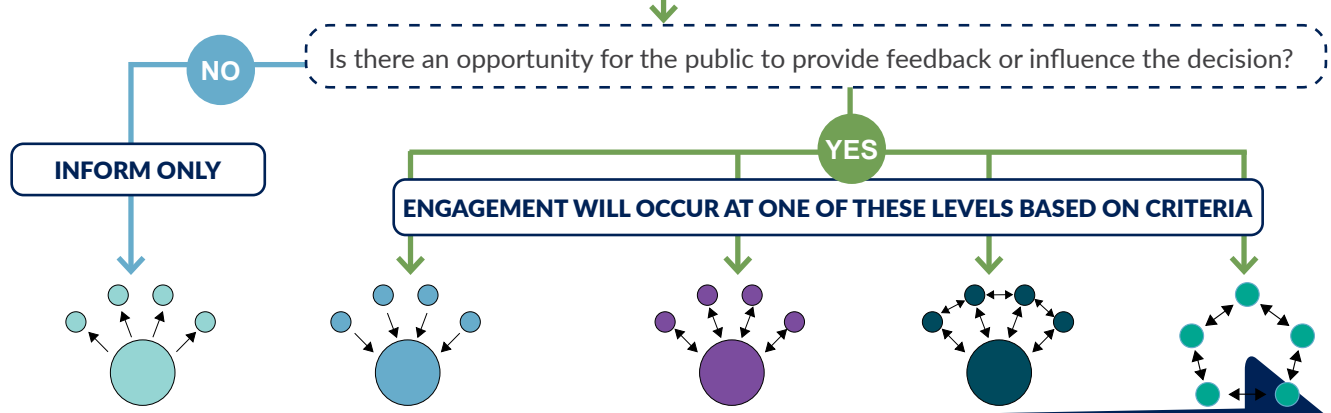 Is there an opportunity for the public to provide feedback or influence the decision?
NO
YES
INFORM ONLY
ENGAGEMENT WILL OCCUR AT ONE OF THESE LEVELS BASED ON CRITERIA